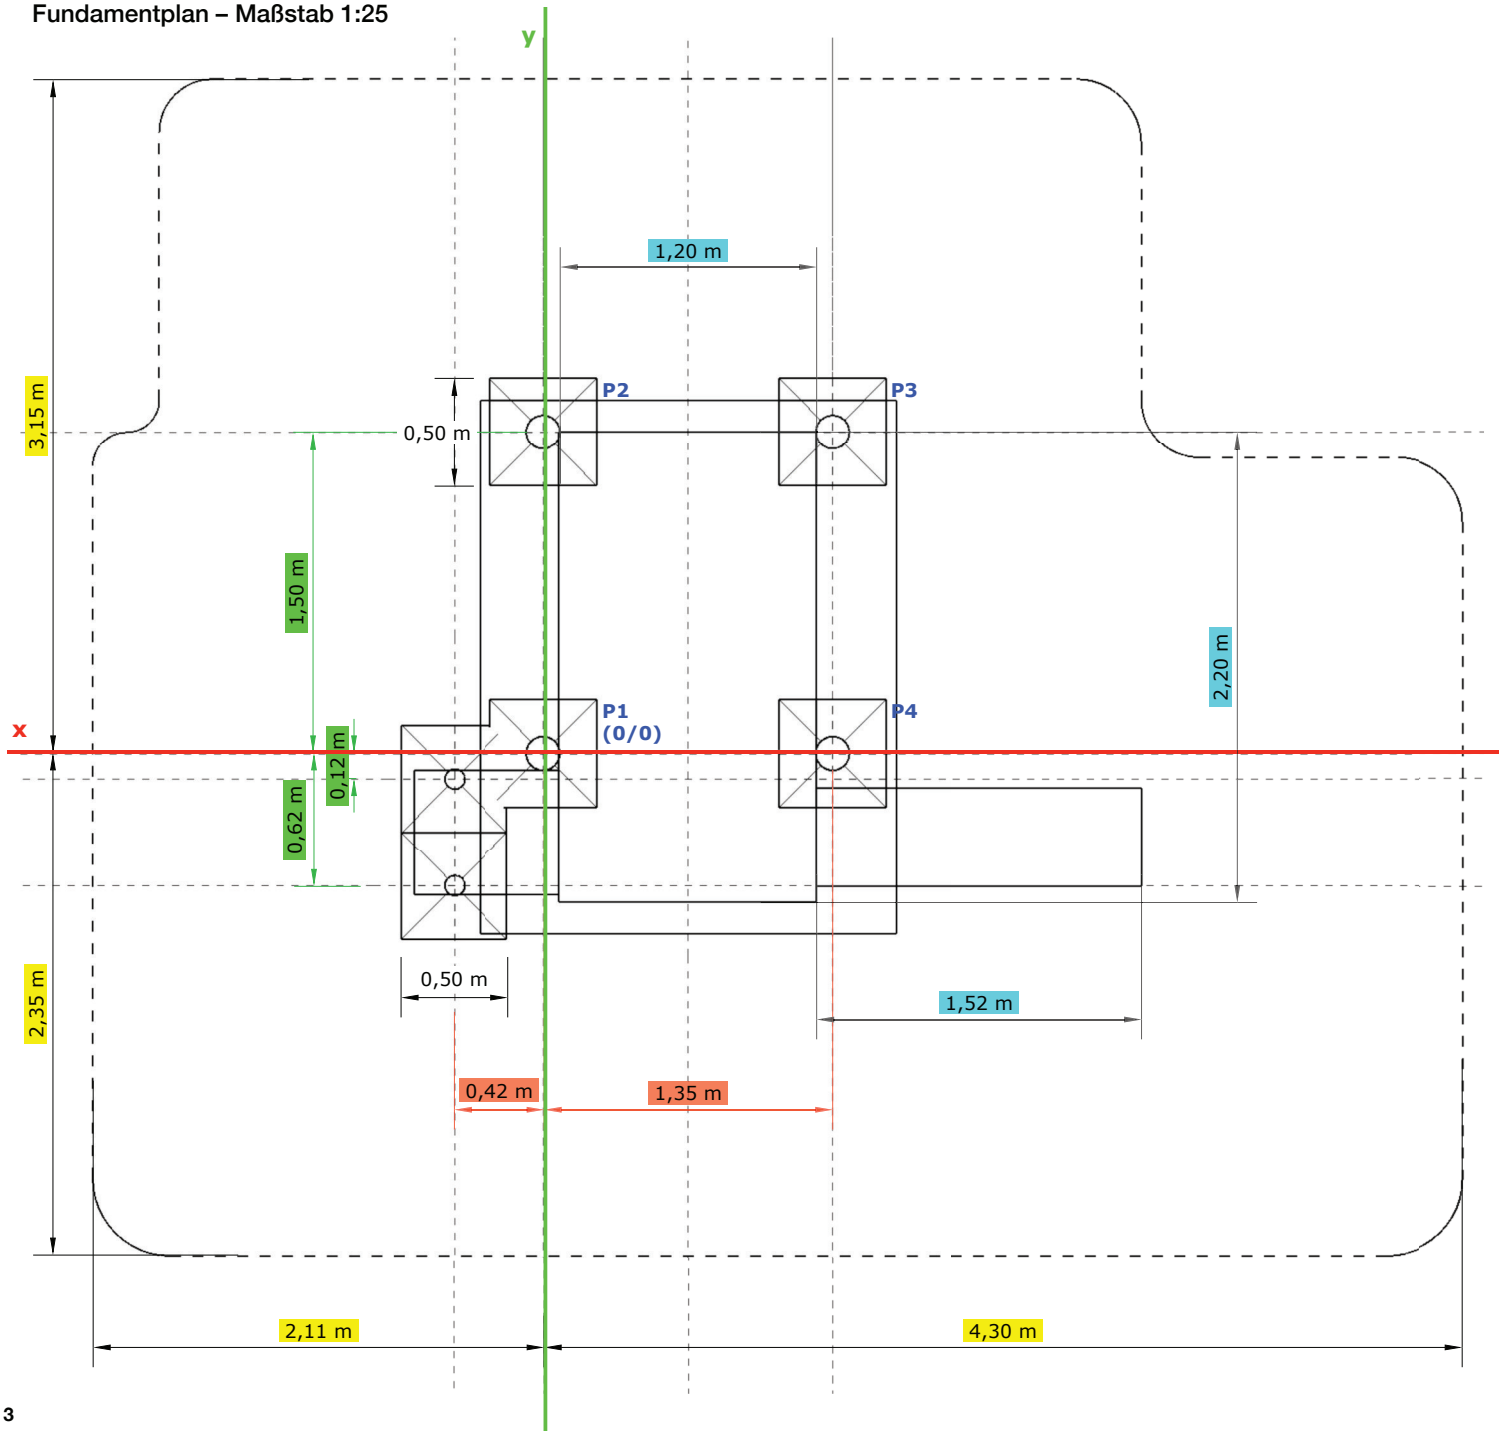 Fundamentplan – Maßstab 1:25
y
1,20 m
P2
P3
3,15 m
0,50 m
1,50 m
2,20 m
P1
(0/0)
P4
x
0,12 m
0,62 m
0,50 m
1,52 m
2,35 m
0,42 m
1,35 m
2,11 m
4,30 m
3